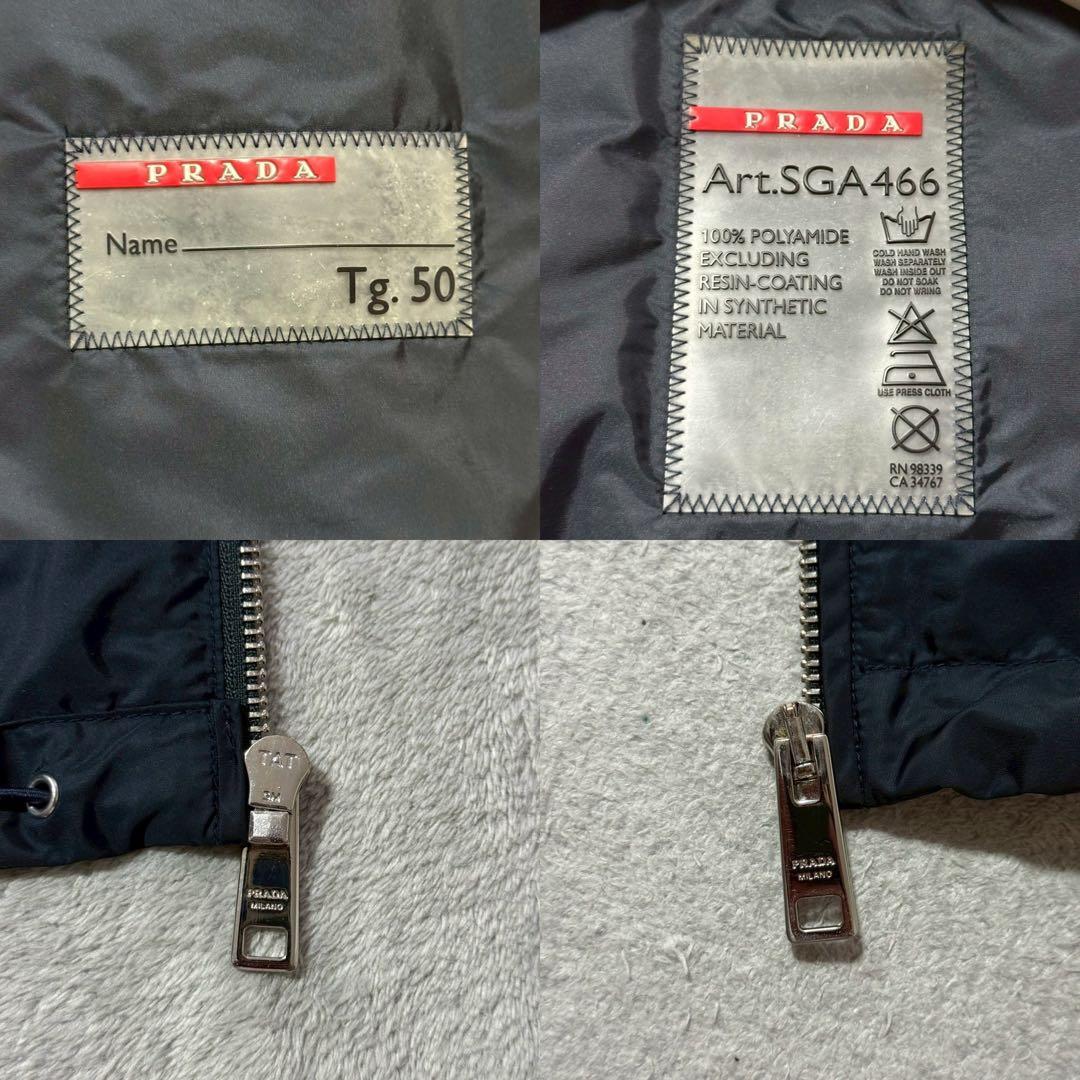 PRADA
Name
Tg. 50
PRADA
Art.SGA466
100% POLYAMIDE
EXCLUDING
RESIN-COATING
IN SYNTHETIC
MATERIAL
COLD HAND WASH
WASH SEPARATELY
WASH INSIDE OUT
DO NOT SOAK
DO NOT WRING
USE PRESS CLOTH
RN 98339
CA 34767
PRADA
MILANO
PRADA
MILANO